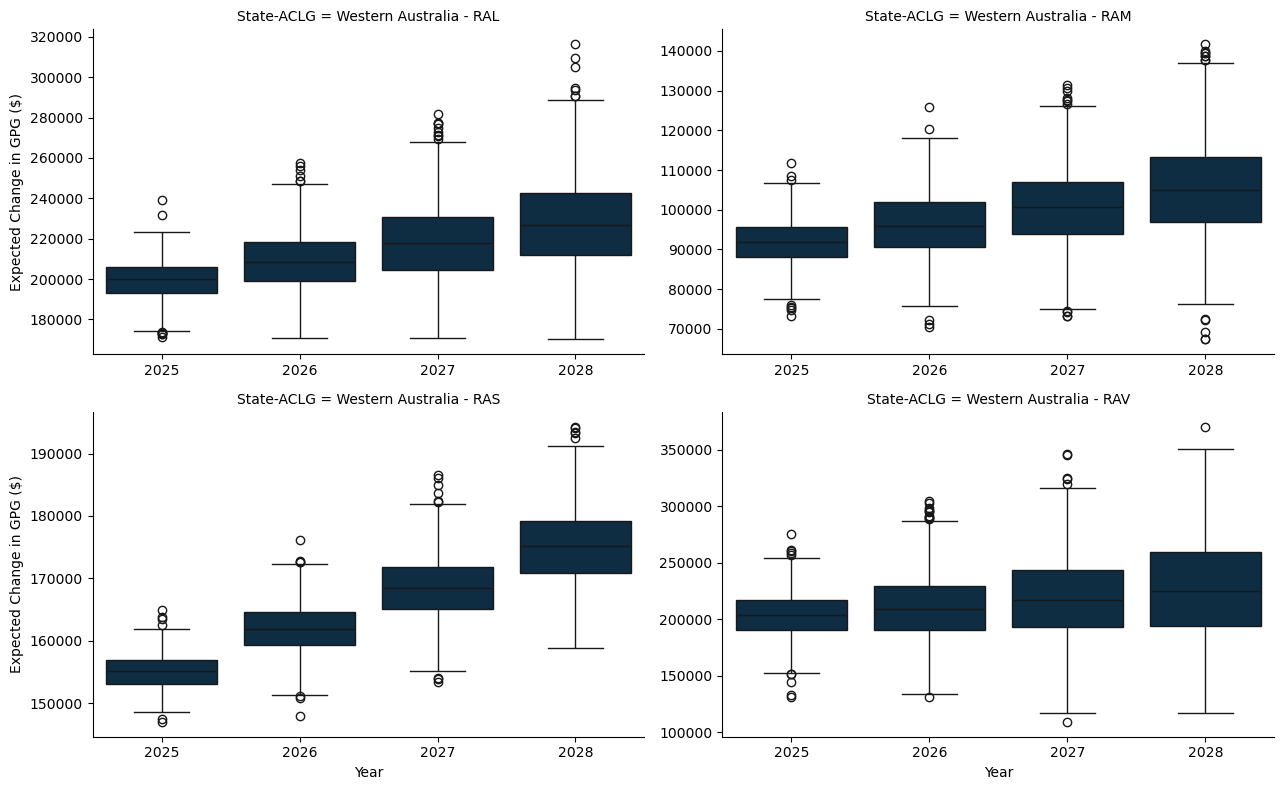 State-ACLG = Western Australia - RAL
Expected Change in GPG ($)
320000
300000
280000
260000
240000
220000
200000
180000
2025 2026 2027 2028
State-ACLG = Western Australia - RAM
140000
130000
120000
110000
100000
90000
80000
70000
2025 2026 2027 2028
State-ACLG = Western Australia - RAS
Expected Change in GPG ($)
190000
180000
170000
160000
150000
2025 2026 2027 2028
Year
State-ACLG = Western Australia - RAV
350000
300000
250000
200000
150000
100000
2025 2026 2027 2028
Year